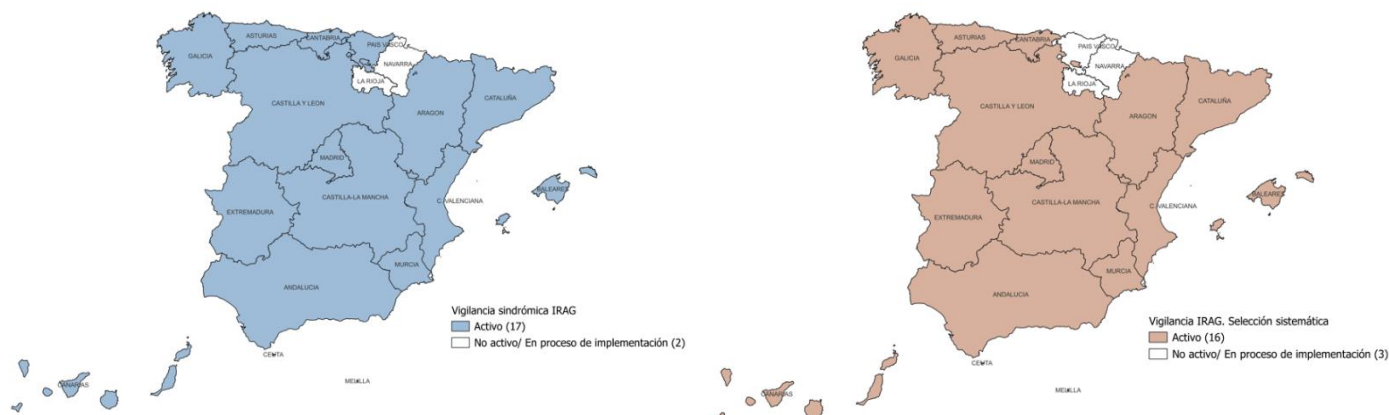 ASTURIAS
CANTABRIA
PAIS VASCO
GALICIA
NAVARRA
LA RIOJA
CASTILLA Y LEON
ARAGON
CATALUÑA
MADRID
BALEARES
CASTILLA-LA MANCHA
C. VALENCIANA
EXTREMADURA
MURCIA
ANDALUCIA
Vigilancia sindrómica IRAG
Activo (17)
No activo/ En proceso de implementación (2)
CEUTA
MELILLA
CANARIAS
ASTURIAS
CANTABRIA
PAIS VASCO
GALICIA
NAVARRA
LA RIOJA
CASTILLA Y LEON
ARAGON
CATALUÑA
MADRID
BALEARES
CASTILLA-LA MANCHA
C. VALENCIANA
EXTREMADURA
MURCIA
ANDALUCIA
Vigilancia IRAG. Selección sistemática
Activo (16)
No activo/ En proceso de implementación (3)
CEUTA
MELILLA
CANARIAS